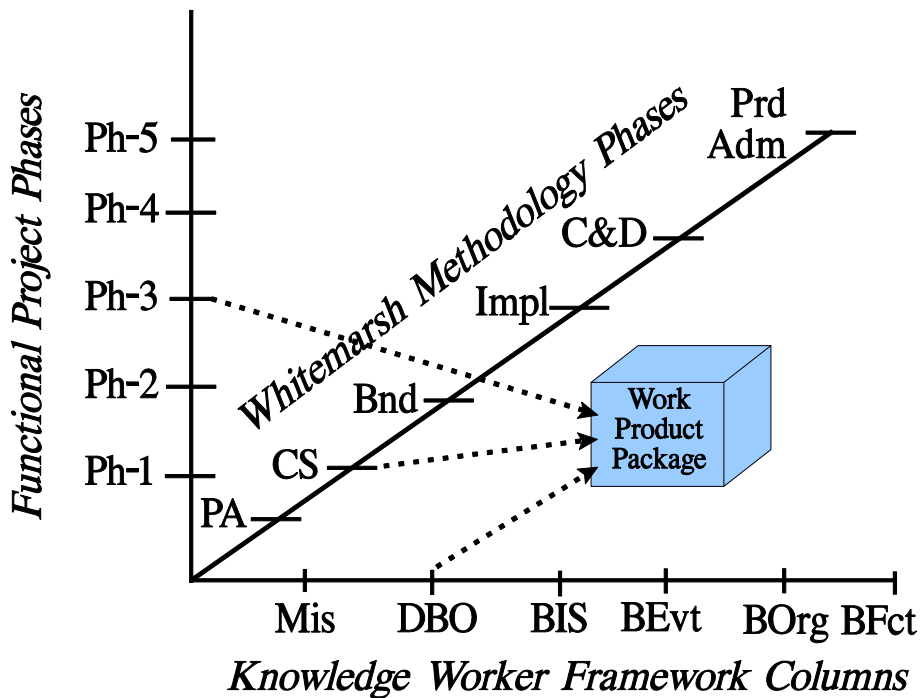 Functional Project Phases
Ph-5
Ph-4
Ph-3
Ph-2
Ph-1
Whitemarsh Methodology Phases
Prd
Adm
C&D
Impl
Bnd
CS
PA
Work
Product
Package
Mis DBO BIS BEvt BOrg BFct
Knowledge Worker Framework Columns